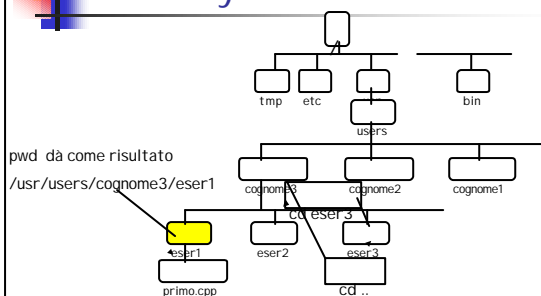 tmp etc bin
users
pwd dà come risultato
/usr/users/cognome3/eser1
cognome3 cognome2 cognome1
cd eser3
eser1 eser2 eser3
primo.cpp
cd ..